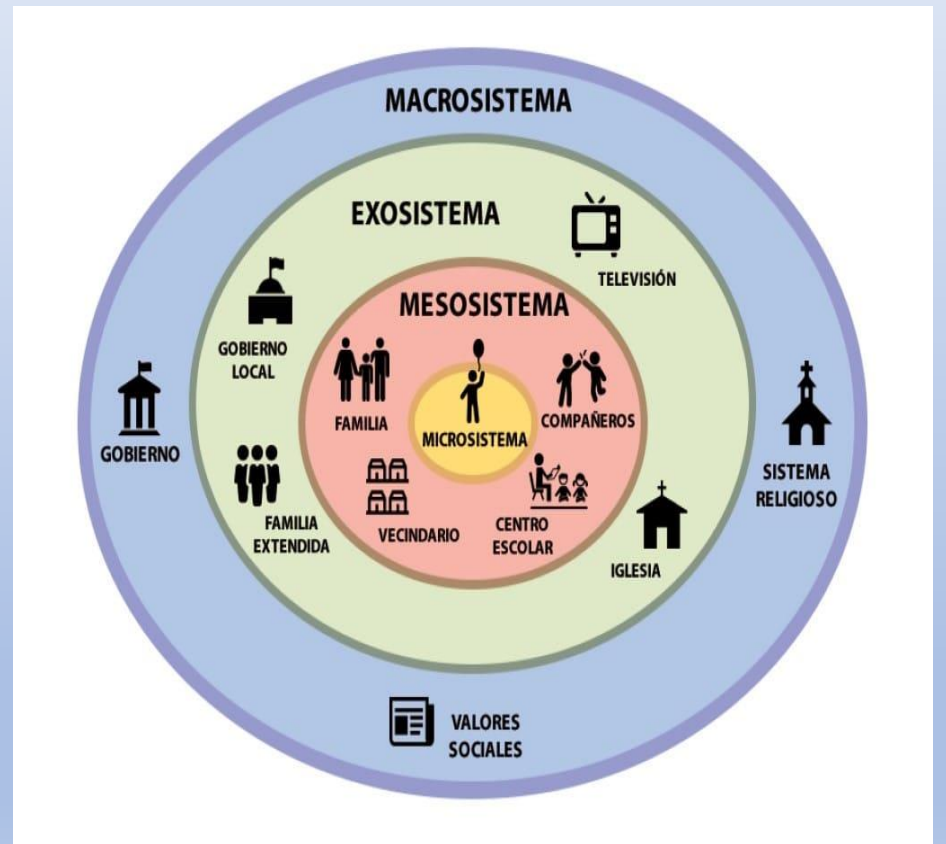 MACROSISTEMA
EXOSISTEMA
TELEVISIÓN
MESOSISTEMA
GOBIERNO
LOCAL
FAMILIA
COMPAÑEROS
MICROSISTEMA
GOBIERNO
SISTEMA
RELIGIOSO
FAMILIA
EXTENDIDA
VECINDARIO
CENTRO
ESCOLAR
IGLESIA
VALORES
SOCIALES